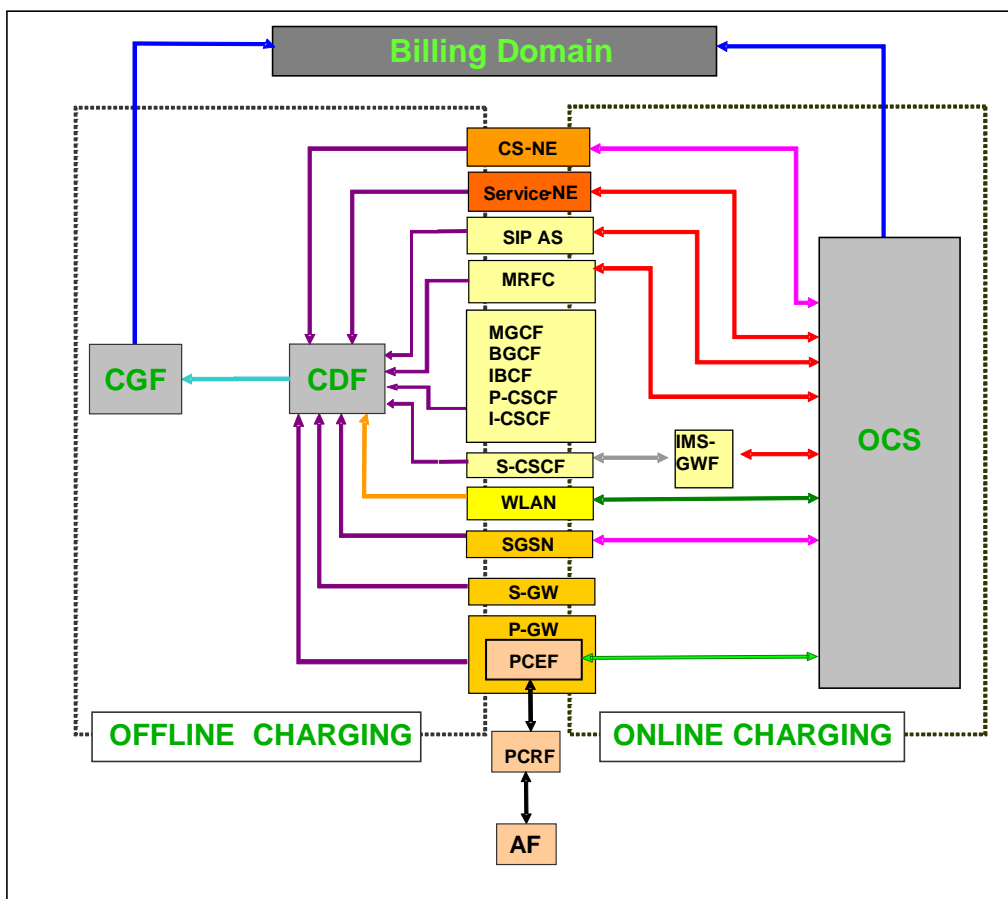 Billing Domain
CS-NE
Service-NE
SIP AS
MRFC
MGCF
BGCF
IBCF
P-CSCF
I-CSCF
CGF
CDF
OCS
IMS-
GWF
S-CSCF
WLAN
SGSN
S-GW
P-GW
PCEF
OFFLINE CHARGING
ONLINE CHARGING
PCRF
AF